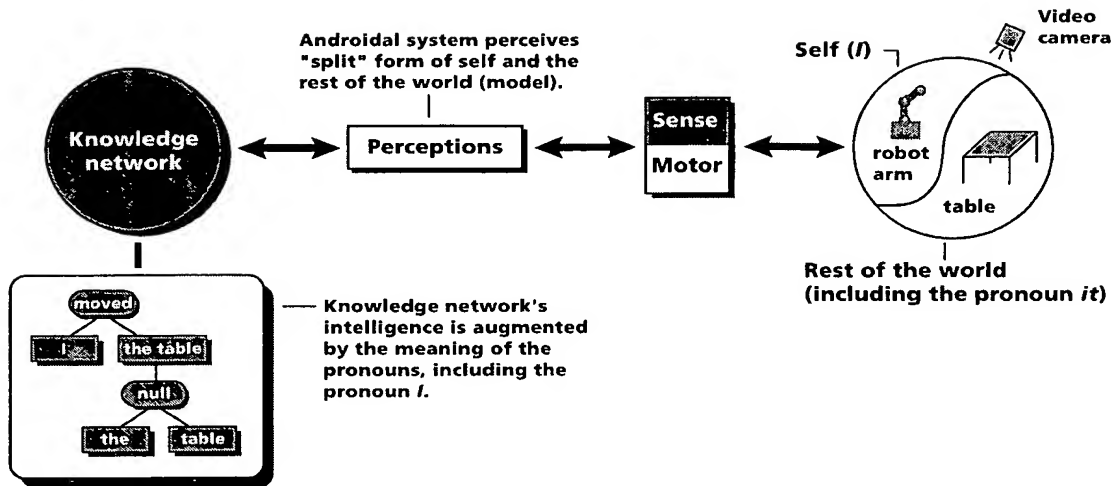 Video
camera
Androidal system perceives
"split" form of self and the
rest of the world (model).
Self (I)
Knowledge
network
Perceptions
Sense
Motor
robot
arm
table
Rest of the world
(including the pronoun it)
moved
I
the table
null
the
table
Knowledge network's
intelligence is augmented
by the meaning of the
pronouns, including the
pronoun I.